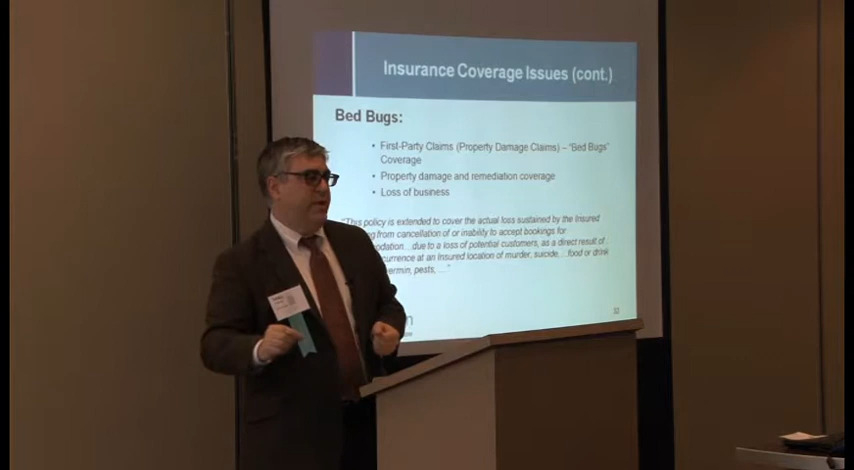 Insurance Coverage Issues (cont.)
Bed Bugs:
• First-Party Claims (Property Damage Claims) – "Bed Bugs"
Coverage
• Property damage and remediation coverage
• Loss of business
"This policy is extended to cover the actual loss sustained by the Insured
from cancellation of or inability to accept bookings for
…due to a loss of potential customers, as a direct result of
at an Insured location of murder, suicide….food or drink
pests,…"